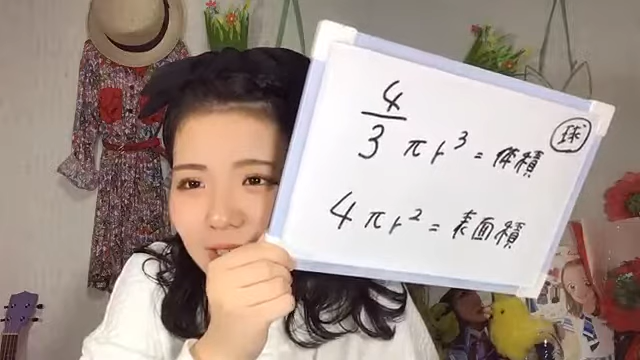 球
4/3 πr³ = 体積
4πr² = 表面積